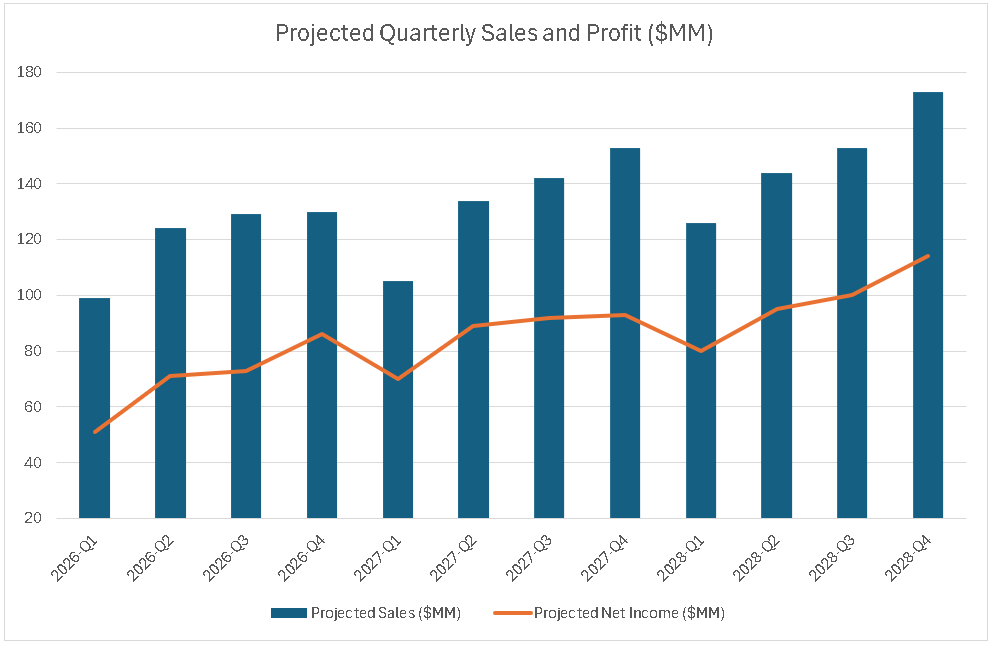 Projected Quarterly Sales and Profit ($MM)
180
160
140
120
100
80
60
40
20
2026-Q1
2026-Q2
2026-Q3
2026-Q4
2027-Q1
2027-Q2
2027-Q3
2027-Q4
2028-Q1
2028-Q2
2028-Q3
2028-Q4
Projected Sales ($MM)
Projected Net Income ($MM)